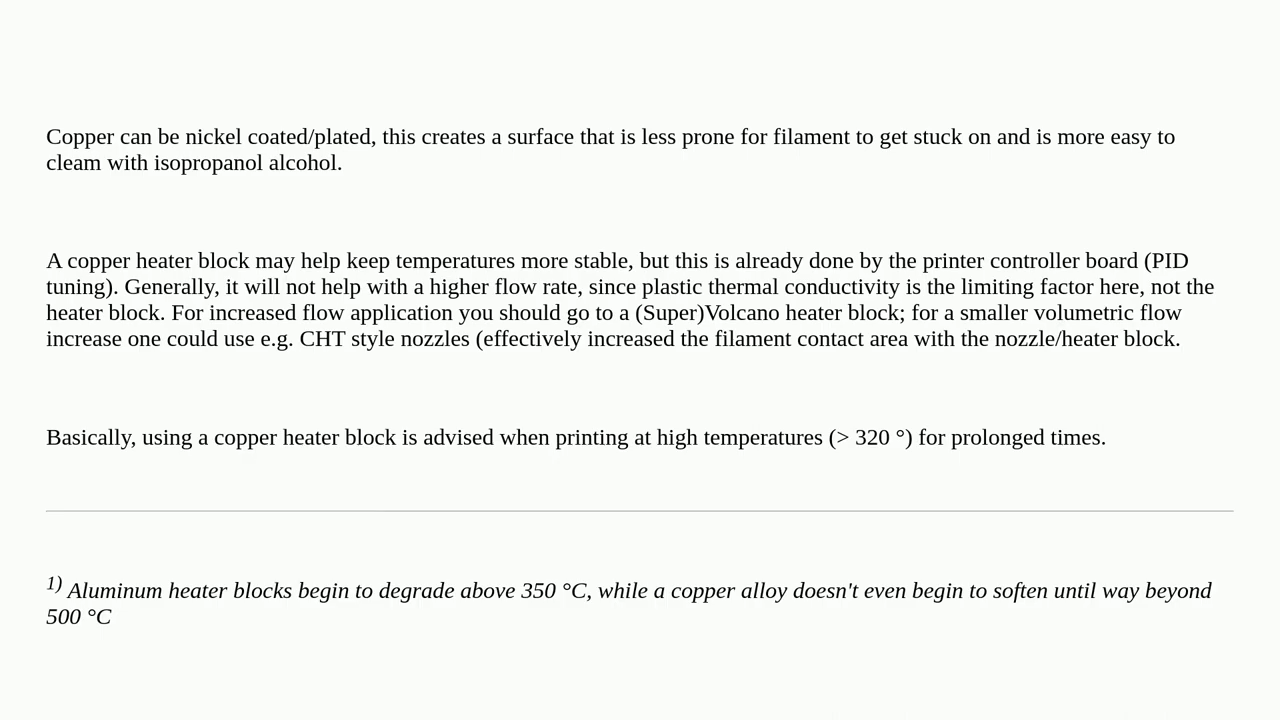 Copper can be nickel coated/plated, this creates a surface that is less prone for filament to get stuck on and is more easy to
cleam with isopropanol alcohol.
A copper heater block may help keep temperatures more stable, but this is already done by the printer controller board (PID
tuning). Generally, it will not help with a higher flow rate, since plastic thermal conductivity is the limiting factor here, not the
heater block. For increased flow application you should go to a (Super)Volcano heater block; for a smaller volumetric flow
increase one could use e.g. CHT style nozzles (effectively increased the filament contact area with the nozzle/heater block.
Basically, using a copper heater block is advised when printing at high temperatures (> 320 °) for prolonged times.
1) Aluminum heater blocks begin to degrade above 350 °C, while a copper alloy doesn't even begin to soften until way beyond
500 °C